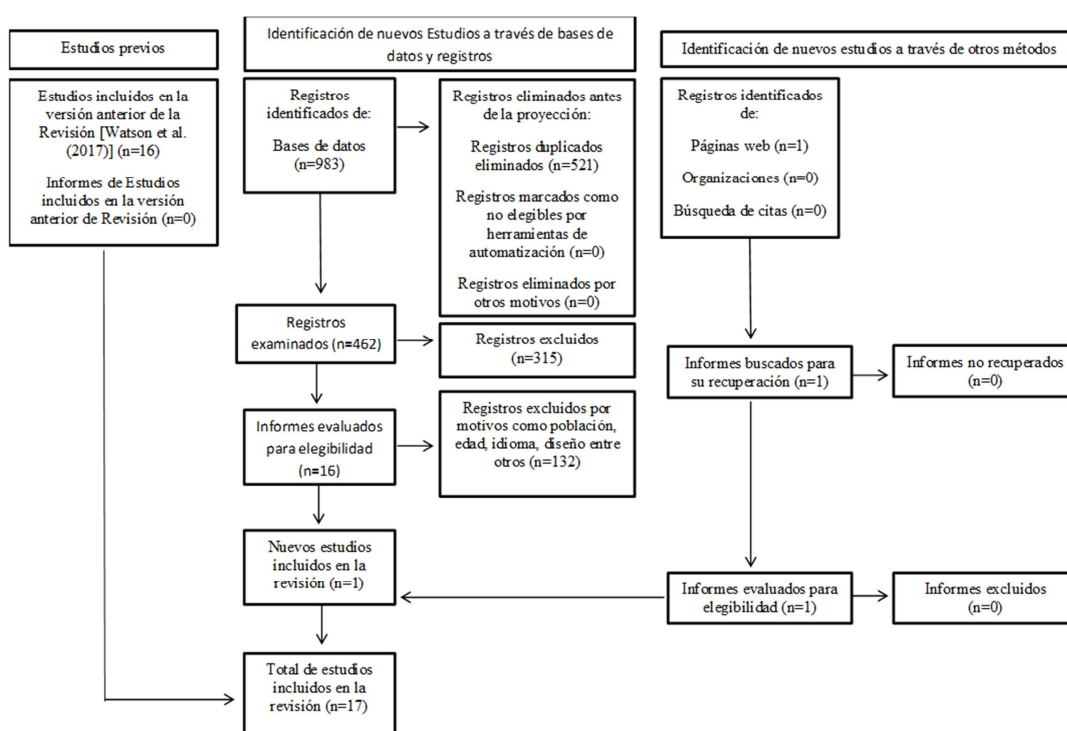 Estudios previos
Estudios incluidos en la
versión anterior de la
Revisión [Watson et al.
(2017)] (n=16)
Informes de Estudios
incluidos en la versión
anterior de Revisión (n=0)
Identificación de nuevos Estudios a través de bases de
datos y registros
Registros
identificados de:
Bases de datos
(n=983)
Registros eliminados antes
de la proyección:
Registros duplicados
eliminados (n=521)
Registros marcados como
no elegibles por
herramientas de
automatización (n=0)
Registros eliminados por
otros motivos (n=0)
Registros
examinados (n=462)
Registros excluidos
(n=315)
Informes evaluados
para elegibilidad
(n=16)
Registros excluidos por
motivos como población,
edad, idioma, diseño entre
otros (n=132)
Nuevos estudios
incluidos en la
revisión (n=1)
Total de estudios
incluidos en la
revisión (n=17)
Identificación de nuevos estudios a través de otros métodos
Registros identificados
de:
Páginas web (n=1)
Organizaciones (n=0)
Búsqueda de citas (n=0)
Informes buscados para
su recuperación (n=1)
Informes no recuperados
(n=0)
Informes evaluados para
elegibilidad (n=1)
Informes excluidos
(n=0)